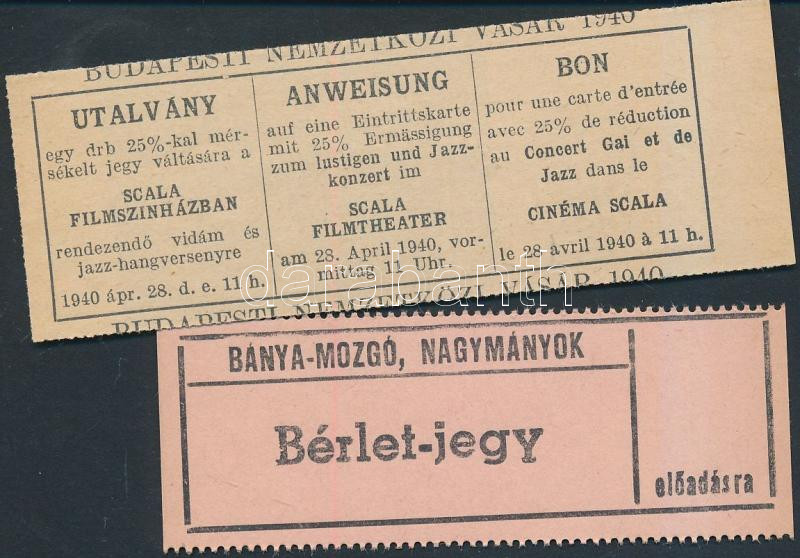 BUDAPESTI NEMZETKÖZI VÁSÁR 1940
UTALVÁNY
egy drb 25%-kal mér-
sékelt jegy váltására a
SCALA
FILMSZINHÁZBAN
rendezendő vidám és
jazz-hangversenyre
1940 ápr. 28. d. e. 11 h.
ANWEISUNG
auf eine Eintrittskarte
mit 25% Ermässigung
zum lustigen und Jazz-
konzert im
SCALA
FILMTHEATER
am 28. April 1940, vor-
mittag 11 Uhr.
BON
pour une carte d'entrée
avec 25% de réduction
au Concert Gai et de
Jazz dans le
CINÉMA SCALA
le 28 avril 1940 à 11 h.
BUDAPESTI NEMZETKÖZI VÁSÁR 1940
darabanth
BÁNYA-MOZGÓ, NAGYMÁNYOK
Bérlet-jegy
előadásra